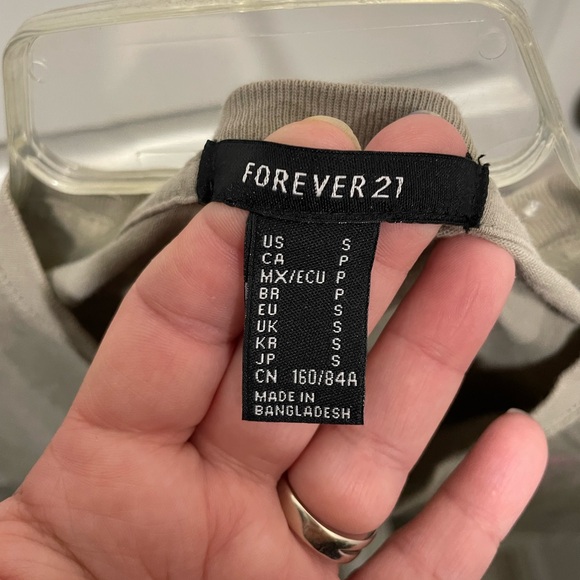 FOREVER 21
US S
CA P
MX/ECU P
BR P
EU S
UK S
KR S
JP S
CN 160/84A
MADE IN
BANGLADESH